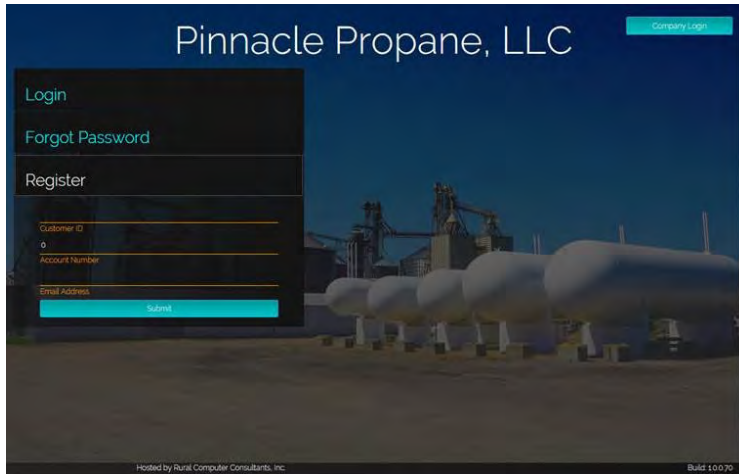 Pinnacle Propane, LLC
Company Login
Login
Forgot Password
Register
Customer ID
0
Account Number
Email Address
Submit
Hosted by Rural Computer Consultants, Inc.
Build: 1.0.0.70